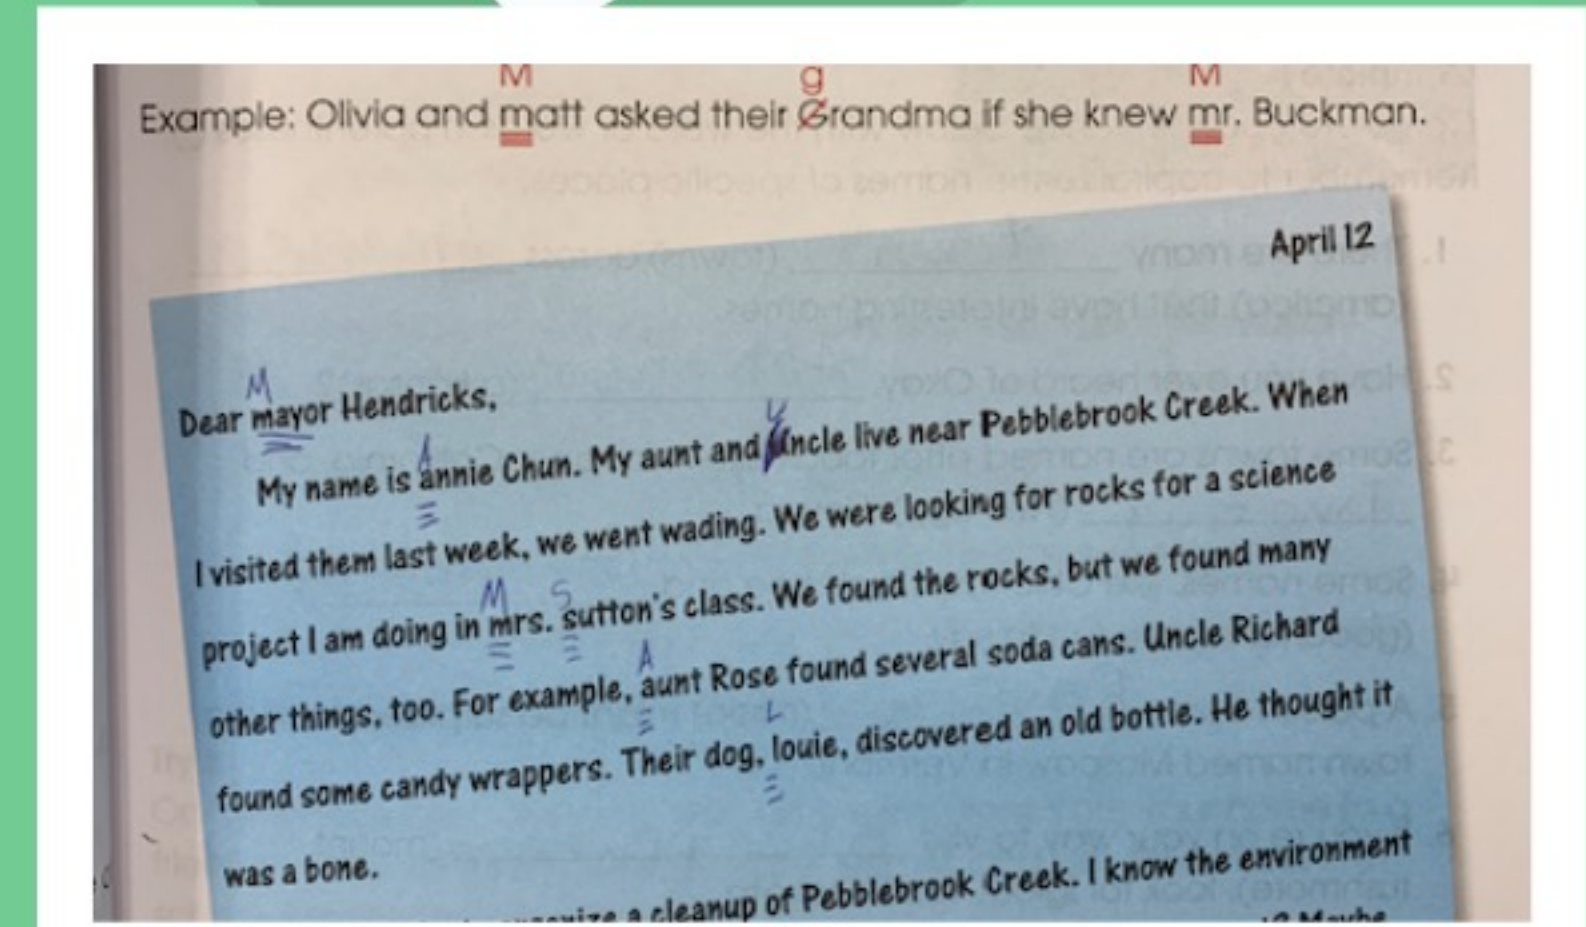 M g M
Example: Olivia and matt asked their Grandma if she knew mr. Buckman.
April 12
M
Dear mayor Hendricks,
A u
My name is annie Chun. My aunt and Uncle live near Pebblebrook Creek. When
I visited them last week, we went wading. We were looking for rocks for a science
M S
project I am doing in mrs. sutton's class. We found the rocks, but we found many
A
other things, too. For example, aunt Rose found several soda cans. Uncle Richard
L
found some candy wrappers. Their dog, louie, discovered an old bottle. He thought it
was a bone.
a cleanup of Pebblebrook Creek. I know the environment
Maybe